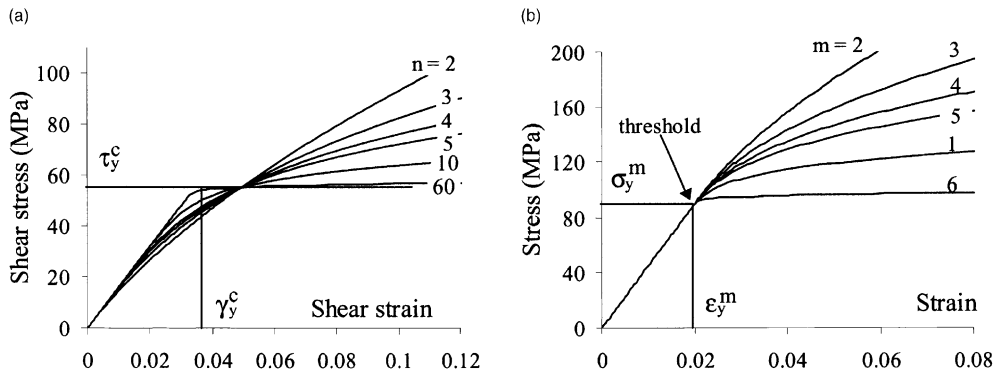 (a)
Shear stress (MPa)
100
80
60
40
20
0
τ_y^c
n = 2
3
4
5
10
60
γ_y^c
Shear strain
0 0.02 0.04 0.06 0.08 0.1 0.12
(b)
Stress (MPa)
200
160
120
80
40
0
m = 2
3
4
5
1
6
threshold
σ_y^m
ε_y^m
Strain
0 0.02 0.04 0.06 0.08